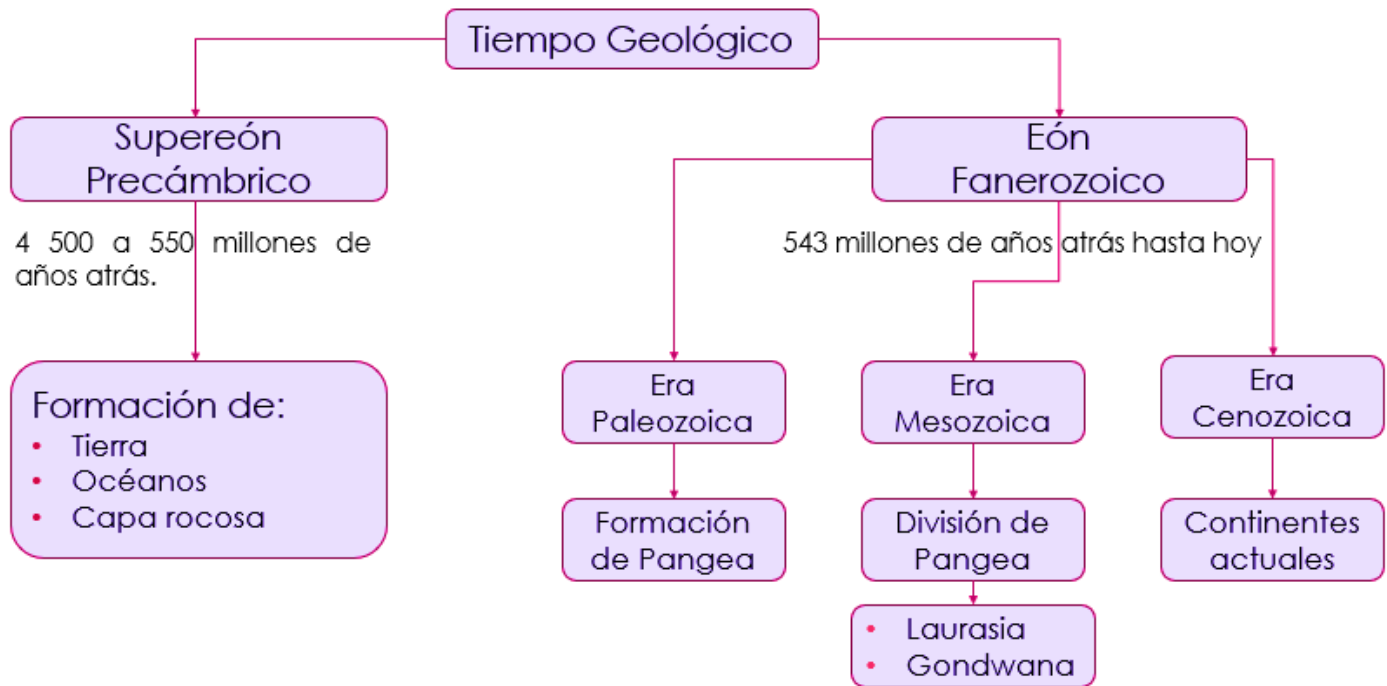 Tiempo Geológico
Supereón
Precámbrico
4 500 a 550 millones de
años atrás.
Formación de:
• Tierra
• Océanos
• Capa rocosa
Eón
Fanerozoico
543 millones de años atrás hasta hoy
Era
Paleozoica
Formación
de Pangea
Era
Mesozoica
División de
Pangea
• Laurasia
• Gondwana
Era
Cenozoica
Continentes
actuales